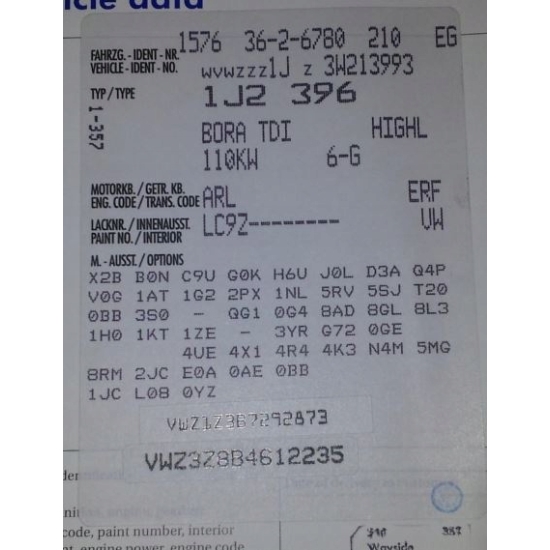 icle data
1576 36-2-6780 210 EG
FAHRZG. - IDENT - NR.
VEHICLE - IDENT - NO. WVWZZZ1J Z 3W213993
TYP / TYPE 1J2 396
1-357
BORA TDI HIGHL
110KW 6-G
MOTORKB. / GETR. KB.
ENG. CODE / TRANS. CODE ARL ERF
LACKNR. / INNENAUSST. LC9Z-------- VW
PAINT NO. / INTERIOR
M. - AUSST. / OPTIONS
X2B B0N C9U G0K H6U J0L D3A Q4P
V0G 1AT 1G2 2PX 1NL 5RV 5SJ T20
0BB 3S0 - QG1 0G4 8AD 8GL 8L3
1H0 1KT 1ZE - 3YR G72 0GE
4UE 4X1 4R4 4K3 N4M 5MG
8RM 2JC E0A 0AE 0BB
1JC L08 0YZ
VWZ1Z3B7292873
VWZ3Z8B4612235
code, paint number, interior
engine power, engine code
Wayside